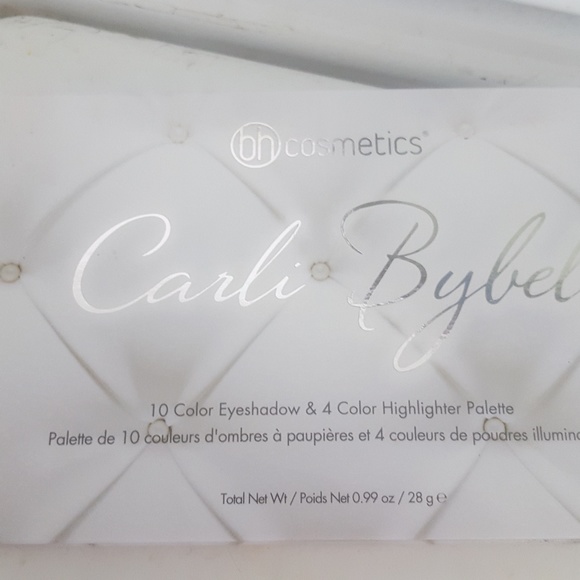 bh cosmetics®
Carli Bybel
10 Color Eyeshadow & 4 Color Highlighter Palette
Palette de 10 couleurs d'ombres à paupières et 4 couleurs de poudres
Total Net Wt / Poids Net 0.99 oz / 28 g ℮